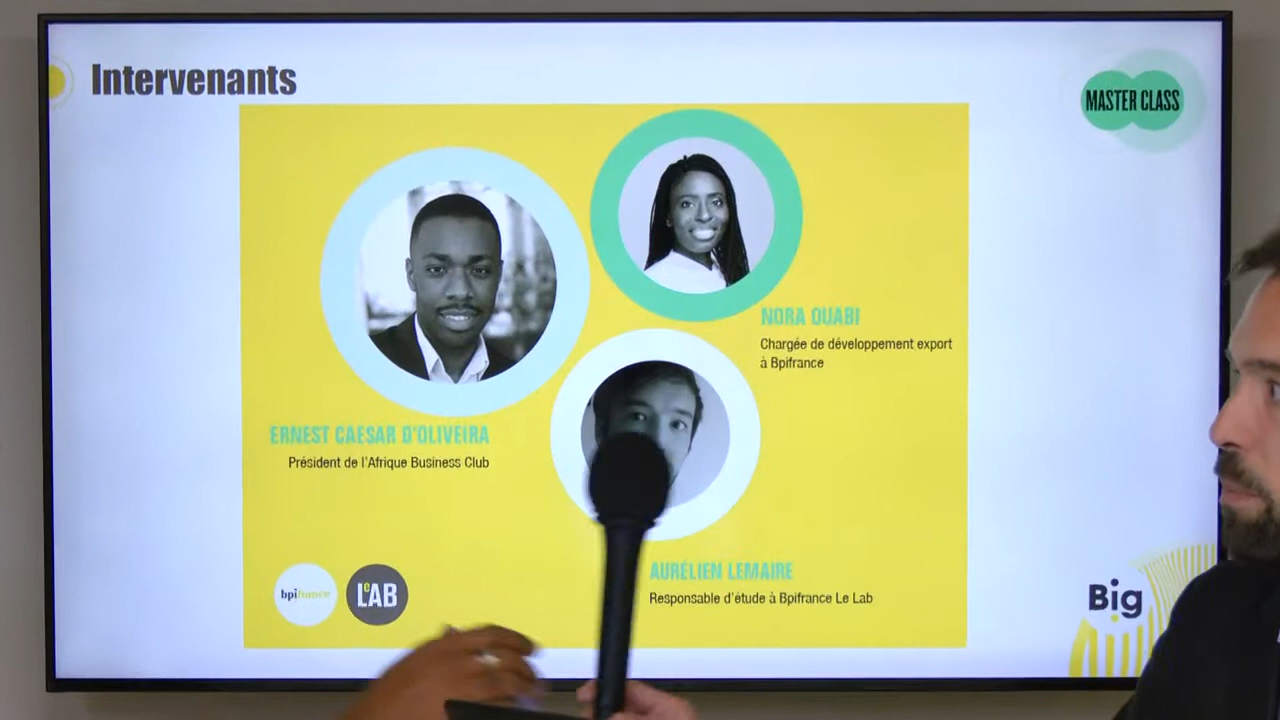 Intervenants
MASTER CLASS
NORA OUABI
Chargée de développement export
à Bpifrance
ERNEST CAESAR D'OLIVEIRA
Président de l'Afrique Business Club
AURÉLIEN LEMAIRE
Responsable d'étude à Bpifrance Le Lab
bpifrance
LeLAB
Big